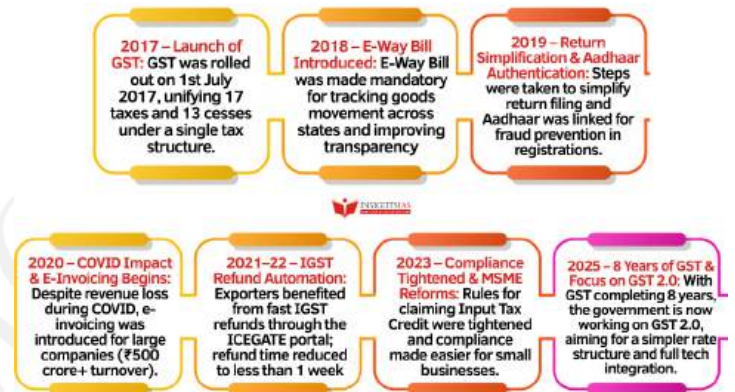 2017 – Launch of
GST: GST was rolled
out on 1st July
2017, unifying 17
taxes and 13 cesses
under a single tax
structure.
2018 – E-Way Bill
Introduced: E-Way Bill
was made mandatory
for tracking goods
movement across
states and improving
transparency
2019 – Return
Simplification & Aadhaar
Authentication: Steps
were taken to simplify
return filing and
Aadhaar was linked for
fraud prevention in
registrations.
INSIGHTSIAS
2020 – COVID Impact
& E-Invoicing Begins:
Despite revenue loss
during COVID, e-
invoicing was
introduced for large
companies (₹500
crore+ turnover).
2021–22 – IGST
Refund Automation:
Exporters benefited
from fast IGST
refunds through the
ICEGATE portal;
refund time reduced
to less than 1 week
2023 – Compliance
Tightened & MSME
Reforms: Rules for
claiming Input Tax
Credit were tightened
and compliance
made easier for small
businesses.
2025 – 8 Years of GST &
Focus on GST 2.0: With
GST completing 8 years,
the government is now
working on GST 2.0,
aiming for a simpler rate
structure and full tech
integration.